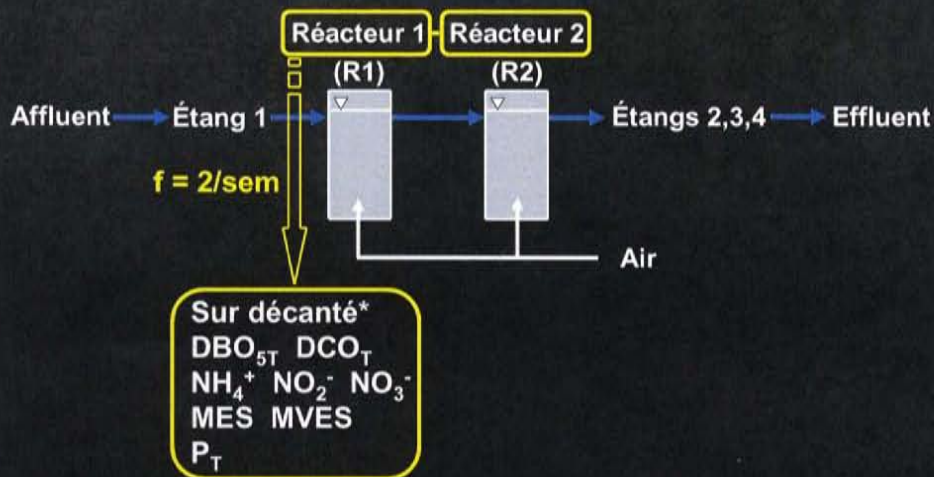 Réacteur 1 - Réacteur 2
(R1) (R2)
Affluent Étang 1 Étangs 2,3,4 Effluent
f = 2/sem
Air
Sur décanté*
DBO5T DCOT
NH4+ NO2- NO3-
MES MVES
PT